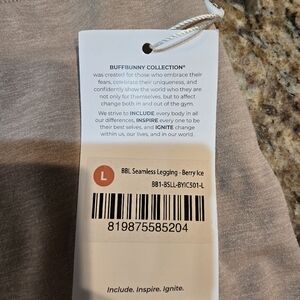 BUFFBUNNY COLLECTION®
was created for those who embrace their
fears, celebrate their uniqueness, and
confidently show the world who they are
not only for themselves, but to affect
change both in and out of the gym.
We strive to INCLUDE every body in all
our differences, INSPIRE every one to be
their best selves, and IGNITE change
within us, our lives, and in our world.
L
BBL Seamless Legging - Berry Ice
BB1-BSLL-BYIC501-L
819875585204
Include. Inspire. Ignite.